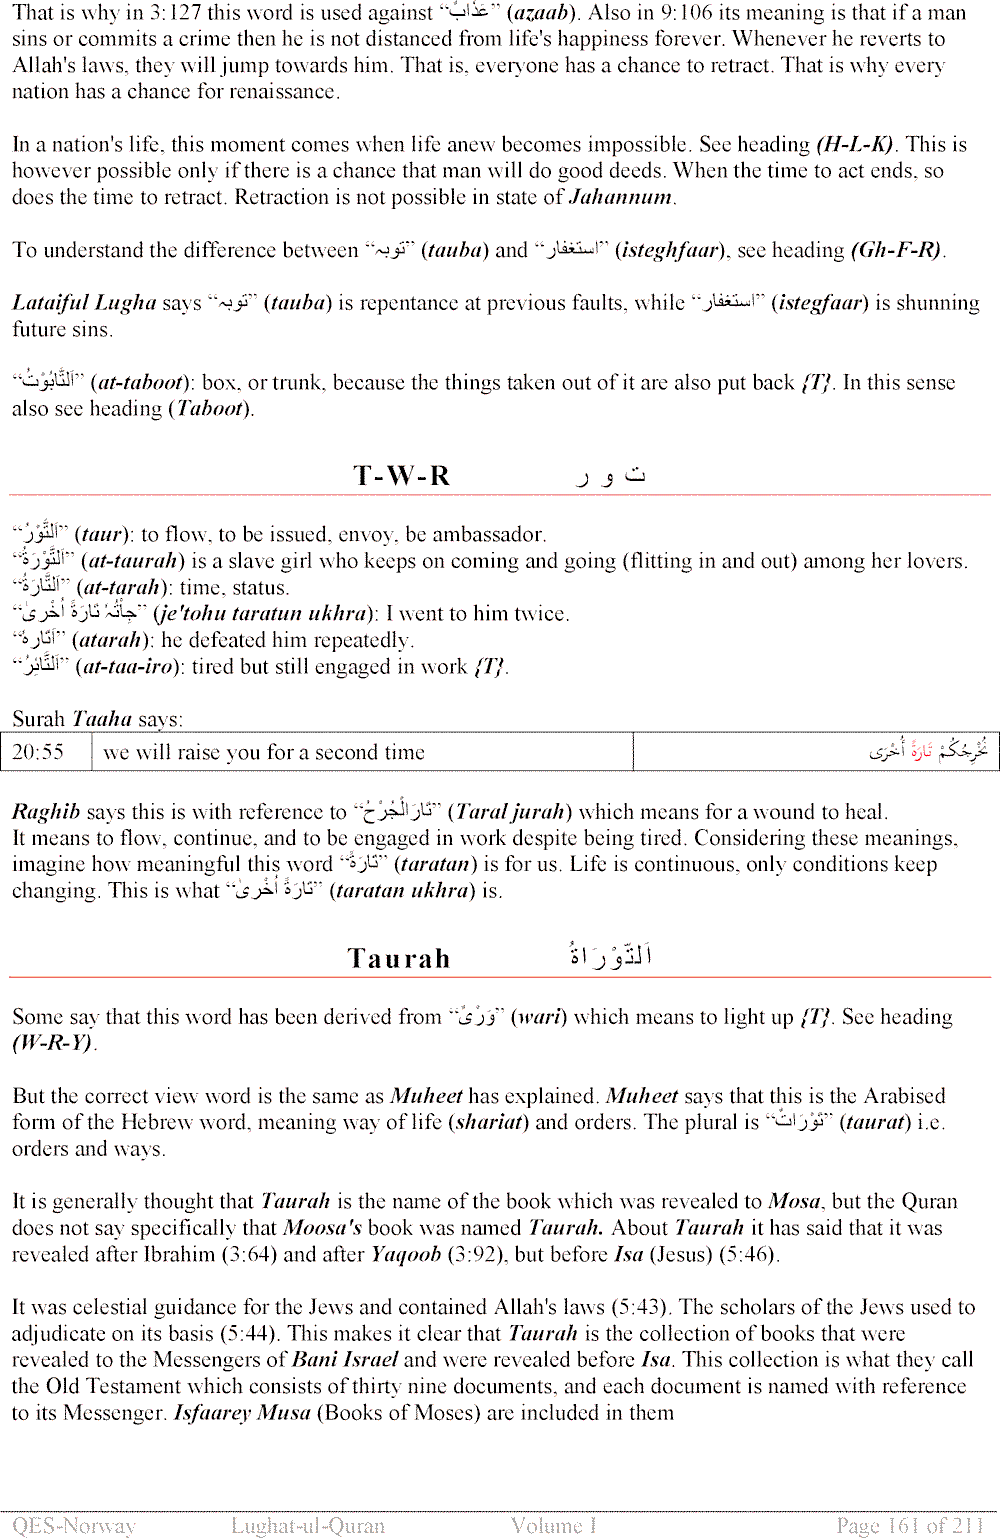 That is why in 3:127 this word is used against “عَذَابٌ” (azaab). Also in 9:106 its meaning is that if a man
sins or commits a crime then he is not distanced from life's happiness forever. Whenever he reverts to
Allah's laws, they will jump towards him. That is, everyone has a chance to retract. That is why every
nation has a chance for renaissance.
In a nation's life, this moment comes when life anew becomes impossible. See heading (H-L-K). This is
however possible only if there is a chance that man will do good deeds. When the time to act ends, so
does the time to retract. Retraction is not possible in state of Jahannum.
To understand the difference between “توبہ” (tauba) and “استغفار” (isteghfaar), see heading (Gh-F-R).
Lataiful Lugha says “توبہ” (tauba) is repentance at previous faults, while “استغفار” (istegfaar) is shunning
future sins.
“اَلتَّابُوْتُ” (at-taboot): box, or trunk, because the things taken out of it are also put back {T}. In this sense
also see heading (Taboot).
T-W-R ت و ر
“اَلتَّوْرُ” (taur): to flow, to be issued, envoy, be ambassador.
“اَلتَّوْرَةُ” (at-taurah) is a slave girl who keeps on coming and going (flitting in and out) among her lovers.
“اَلتَّارَةُ” (at-tarah): time, status.
“جِأْتُہٗ تَارَةً اُخْریٰ” (je'tohu taratun ukhra): I went to him twice.
“اَتَارہٗ” (atarah): he defeated him repeatedly.
“اَلتَّائِرُ” (at-taa-iro): tired but still engaged in work {T}.
Surah Taaha says:
20:55 we will raise you for a second time نُخْرِجُكُمْ تَارَةً أُخْرَى
Raghib says this is with reference to “تَارَالْجُرْحُ” (Taral jurah) which means for a wound to heal.
It means to flow, continue, and to be engaged in work despite being tired. Considering these meanings,
imagine how meaningful this word “تَارَةً” (taratan) is for us. Life is continuous, only conditions keep
changing. This is what “تَارَةً اُخْریٰ” (taratan ukhra) is.
Taurah اَلتَّوْرَاةُ
Some say that this word has been derived from “وَرْیٌ” (wari) which means to light up {T}. See heading
(W-R-Y).
But the correct view word is the same as Muheet has explained. Muheet says that this is the Arabised
form of the Hebrew word, meaning way of life (shariat) and orders. The plural is “تَوْرَاتٌ” (taurat) i.e.
orders and ways.
It is generally thought that Taurah is the name of the book which was revealed to Mosa, but the Quran
does not say specifically that Moosa's book was named Taurah. About Taurah it has said that it was
revealed after Ibrahim (3:64) and after Yaqoob (3:92), but before Isa (Jesus) (5:46).
It was celestial guidance for the Jews and contained Allah's laws (5:43). The scholars of the Jews used to
adjudicate on its basis (5:44). This makes it clear that Taurah is the collection of books that were
revealed to the Messengers of Bani Israel and were revealed before Isa. This collection is what they call
the Old Testament which consists of thirty nine documents, and each document is named with reference
to its Messenger. Isfaarey Musa (Books of Moses) are included in them
QES-Norway Lughat-ul-Quran Volume I Page 161 of 211